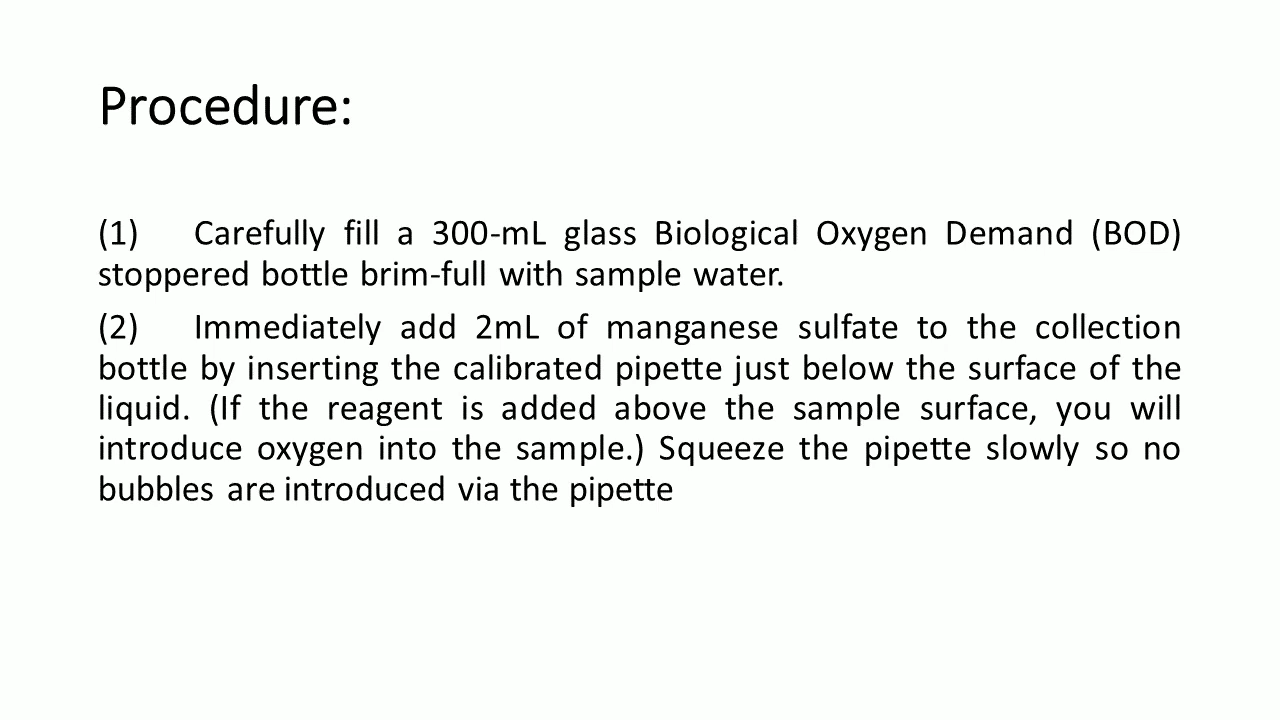 Procedure:
(1) Carefully fill a 300-mL glass Biological Oxygen Demand (BOD)
stoppered bottle brim-full with sample water.
(2) Immediately add 2mL of manganese sulfate to the collection
bottle by inserting the calibrated pipette just below the surface of the
liquid. (If the reagent is added above the sample surface, you will
introduce oxygen into the sample.) Squeeze the pipette slowly so no
bubbles are introduced via the pipette